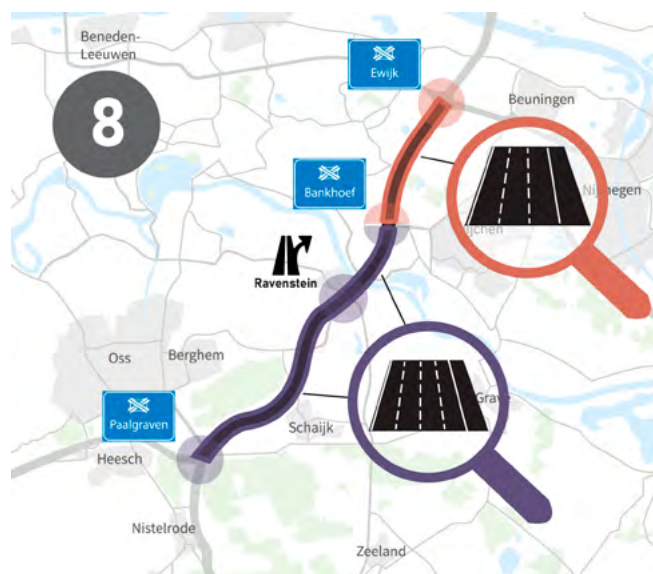 Beneden-
Leeuwen
Ewijk
Beuningen
8
Bankhoef
Ravenstein
Oss
Berghem
Paalgraven
Heesch
Schaijk
Nistelrode
Zeeland